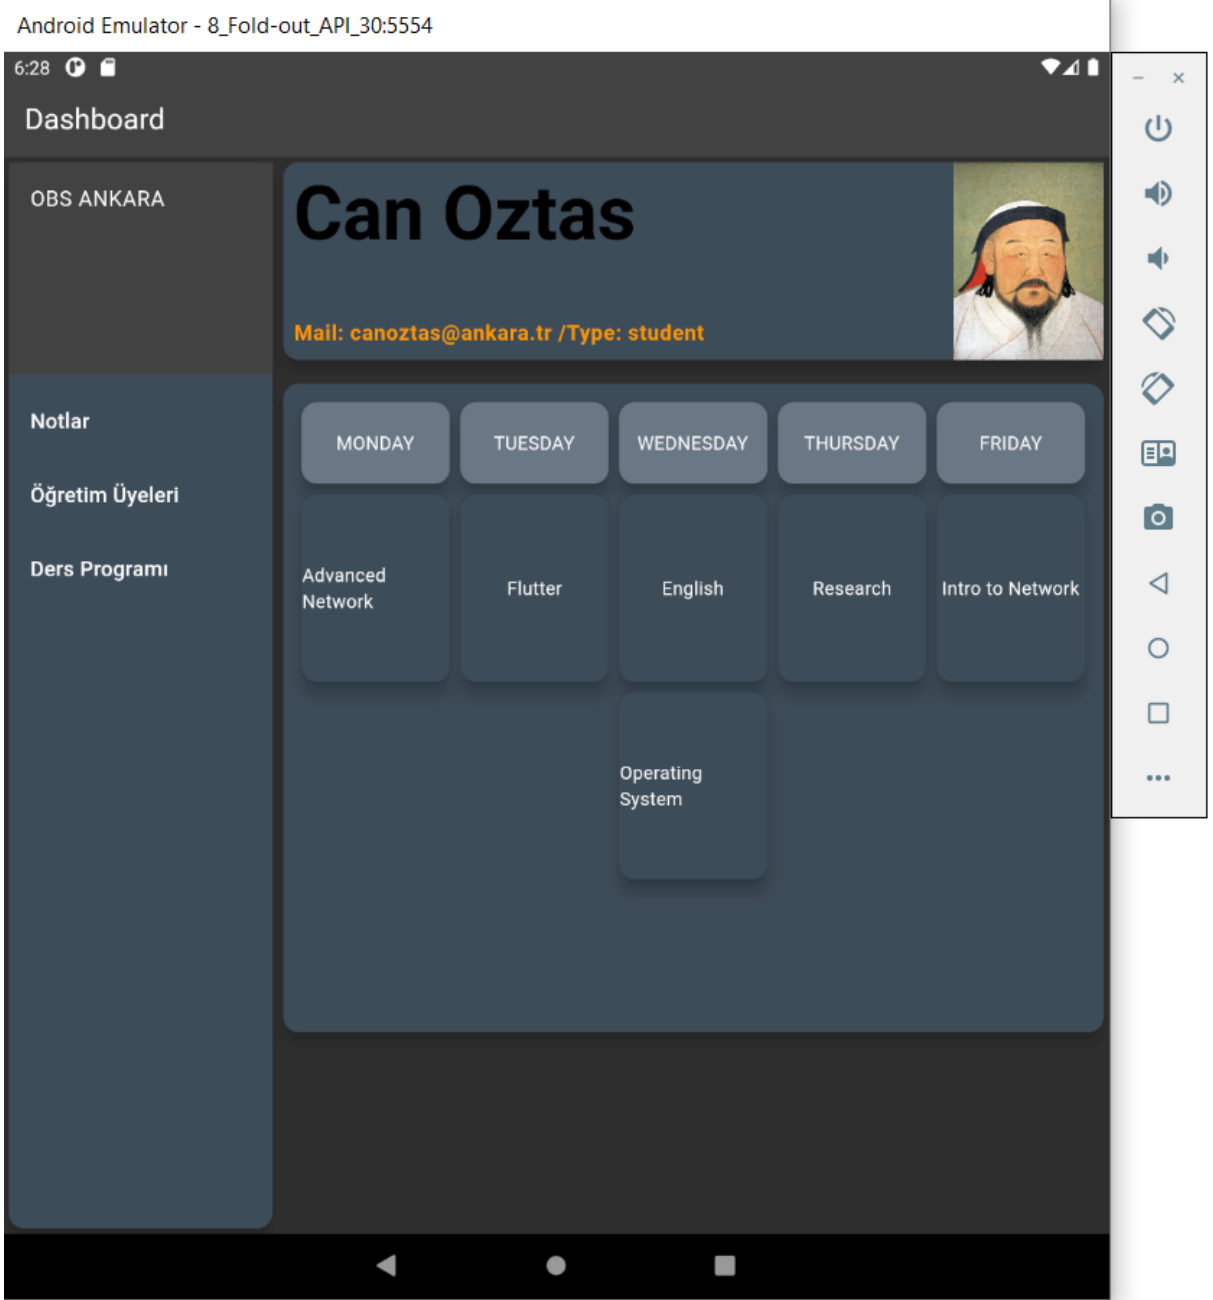 Android Emulator - 8_Fold-out_API_30:5554
6:28
Dashboard
OBS ANKARA
Can Oztas
Mail: canoztas@ankara.tr /Type: student
Notlar
Öğretim Üyeleri
Ders Programı
MONDAY
TUESDAY
WEDNESDAY
THURSDAY
FRIDAY
Advanced
Network
Flutter
English
Research
Intro to Network
Operating
System